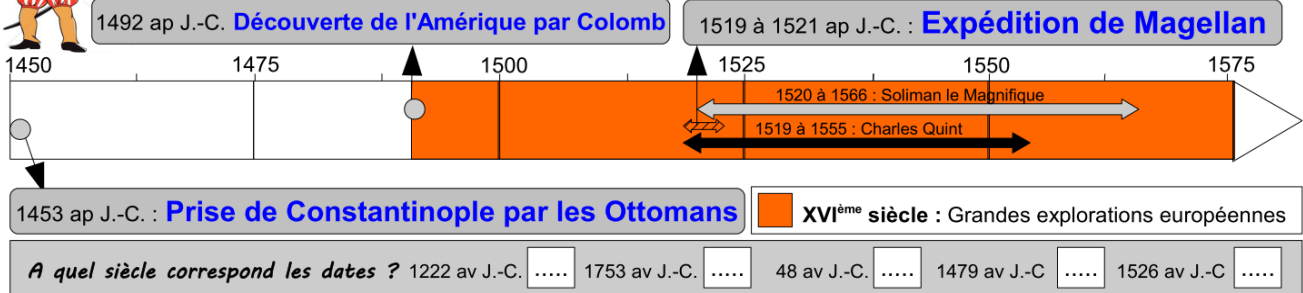 1492 ap J.-C. Découverte de l'Amérique par Colomb
1519 à 1521 ap J.-C. : Expédition de Magellan
1450 1475 1500 1525 1550 1575
1520 à 1566 : Soliman le Magnifique
1519 à 1555 : Charles Quint
1453 ap J.-C. : Prise de Constantinople par les Ottomans
XVIème siècle : Grandes explorations européennes
A quel siècle correspond les dates ? 1222 av J.-C. ..... 1753 av J.-C. ..... 48 av J.-C. ..... 1479 av J.-C ..... 1526 av J.-C .....